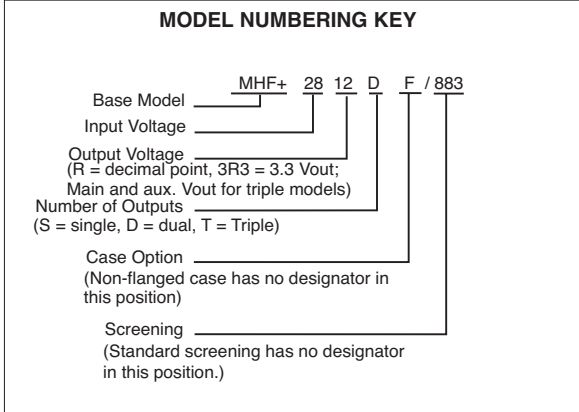 MODEL NUMBERING KEY
MHF+ 28 12 D F / 883
Base Model
Input Voltage
Output Voltage
(R = decimal point, 3R3 = 3.3 Vout;
Main and aux. Vout for triple models)
Number of Outputs
(S = single, D = dual, T = Triple)
Case Option
(Non-flanged case has no designator in
this position)
Screening
(Standard screening has no designator
in this position.)